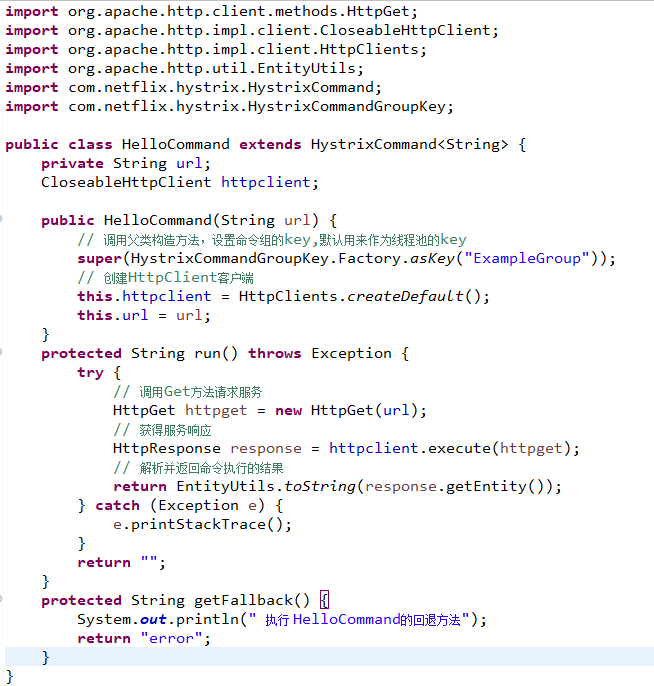 import org.apache.http.client.methods.HttpGet;
import org.apache.http.impl.client.CloseableHttpClient;
import org.apache.http.impl.client.HttpClients;
import org.apache.http.util.EntityUtils;
import com.netflix.hystrix.HystrixCommand;
import com.netflix.hystrix.HystrixCommandGroupKey;

public class HelloCommand extends HystrixCommand<String> {
    private String url;
    CloseableHttpClient httpclient;

    public HelloCommand(String url) {
        // 调用父类构造方法，设置命令组的key,默认用来作为线程池的key
        super(HystrixCommandGroupKey.Factory.asKey("ExampleGroup"));
        // 创建HttpClient客户端
        this.httpclient = HttpClients.createDefault();
        this.url = url;
    }
    protected String run() throws Exception {
        try {
            // 调用Get方法请求服务
            HttpGet httpget = new HttpGet(url);
            // 获得服务响应
            HttpResponse response = httpclient.execute(httpget);
            // 解析并返回命令执行的结果
            return EntityUtils.toString(response.getEntity());
        } catch (Exception e) {
            e.printStackTrace();
        }
        return "";
    }
    protected String getFallback() {
        System.out.println(" 执行 HelloCommand的回退方法");
        return "error";
    }
}